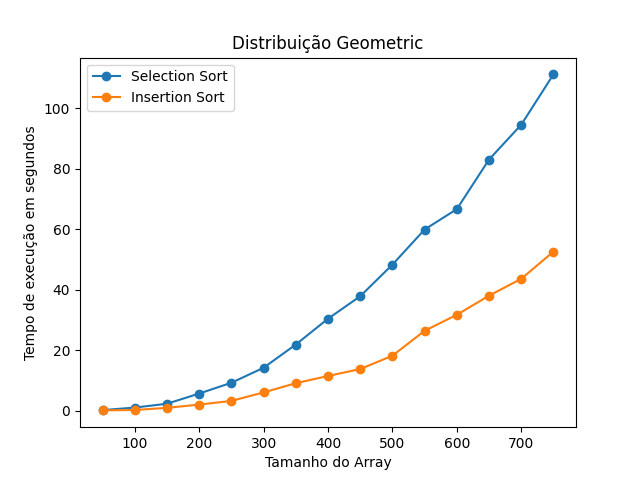 Distribuição Geometric
Selection Sort
Insertion Sort
Tempo de execução em segundos
100
80
60
40
20
0
100 200 300 400 500 600 700
Tamanho do Array